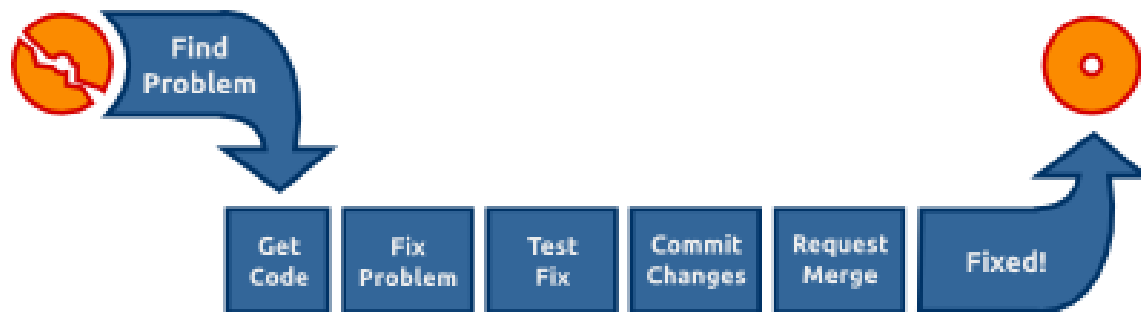 Find
Problem
Get
Code
Fix
Problem
Test
Fix
Commit
Changes
Request
Merge
Fixed!